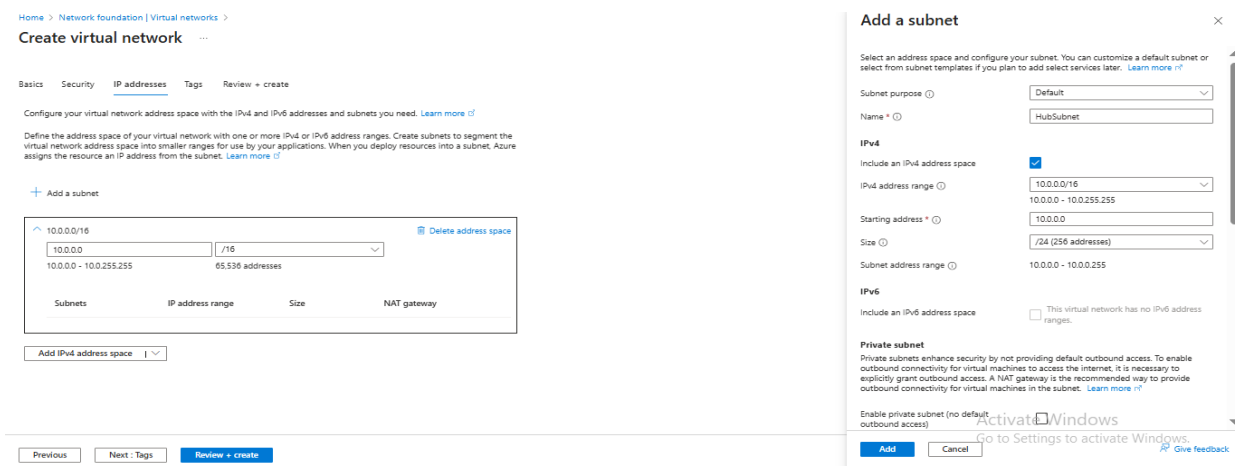 Home > Network foundation | Virtual networks >
Create virtual network ...
Basics Security IP addresses Tags Review + create
Configure your virtual network address space with the IPv4 and IPv6 addresses and subnets you need. Learn more
Define the address space of your virtual network with one or more IPv4 or IPv6 address ranges. Create subnets to segment the
virtual network address space into smaller ranges for use by your applications. When you deploy resources into a subnet, Azure
assigns the resource an IP address from the subnet. Learn more
+ Add a subnet
10.0.0.0/16 Delete address space
10.0.0.0 /16
10.0.0.0 - 10.0.255.255 65,536 addresses
Subnets IP address range Size NAT gateway
Add IPv4 address space |
Previous Next : Tags Review + create
Add a subnet
Select an address space and configure your subnet. You can customize a default subnet or
select from subnet templates if you plan to add select services later. Learn more
Subnet purpose Default
Name * HubSubnet
IPv4
Include an IPv4 address space
IPv4 address range 10.0.0.0/16
10.0.0.0 - 10.0.255.255
Starting address * 10.0.0.0
Size /24 (256 addresses)
Subnet address range 10.0.0.0 - 10.0.0.255
IPv6
Include an IPv6 address space This virtual network has no IPv6 address
ranges.
Private subnet
Private subnets enhance security by not providing default outbound access. To enable
outbound connectivity for virtual machines to access the internet, it is necessary to
explicitly grant outbound access. A NAT gateway is the recommended way to provide
outbound connectivity for virtual machines in the subnet. Learn more
Enable private subnet (no default
outbound access)
Activate Windows
Go to Settings to activate Windows.
Add Cancel Give feedback